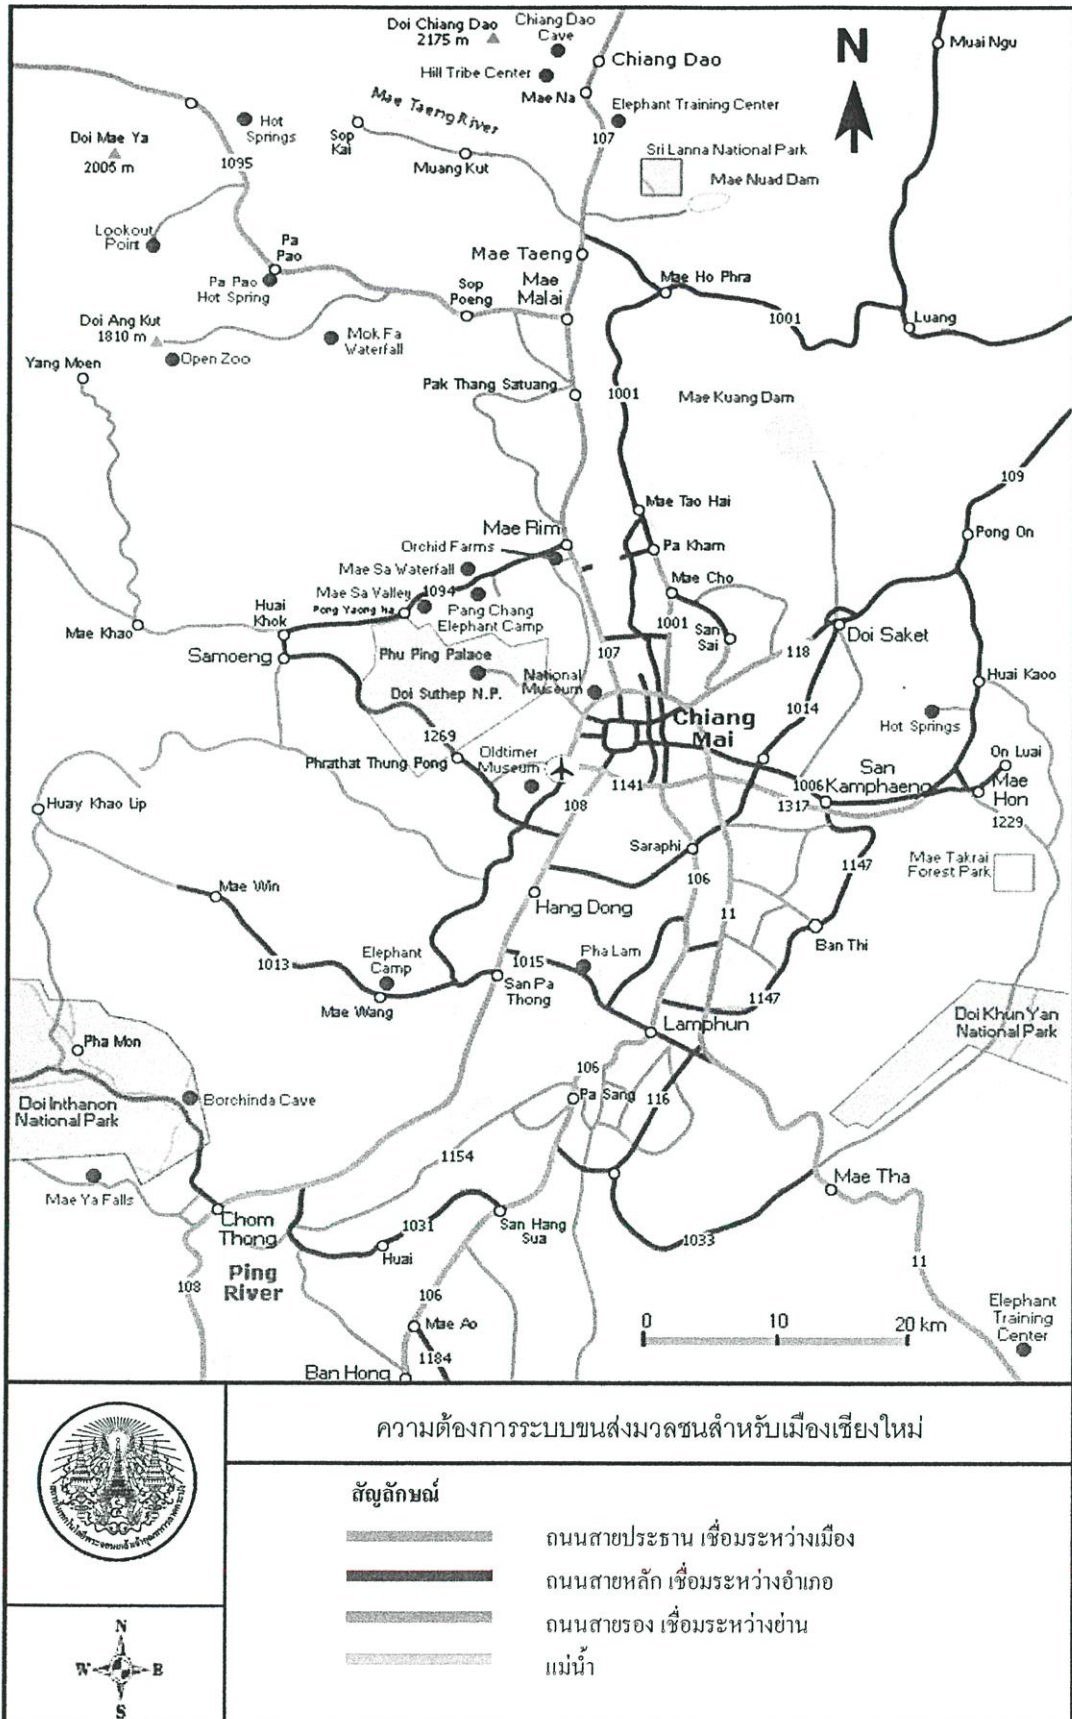 Doi Chiang Dao
2175 m
Chiang Dao
Cave
Muai Ngu
N
Hill Tribe Center
Chiang Dao
Mae Na
Mae Taeng River
Elephant Training Center
Hot
Springs
Sop
Kai
107
Doi Mae Ya
2005 m
1095
Muang Kut
Sri Lanna National Park
Mae Nuad Dam
Lookout
Point
Pa
Pao
Mae Taeng
Pa Pao
Hot Spring
Sop
Poeng
Mae
Malai
Mae Ho Phra
1001
Luang
Doi Ang Kut
1810 m
Mok Fa
Waterfall
Open Zoo
Yang Moen
Pak Thang Satuang
1001
Mae Kuang Dam
109
Mae Tao Hai
Mae Rim
Pong On
Orchid Farms
Pa Kham
Mae Sa Waterfall
Mae Sa Valley
1094
Mae Cho
Huai
Khok
Pong Yaong Na
Pang Chang
Elephant Camp
Mae Khao
1001
San
Sai
Doi Saket
Samoeng
Phu Ping Palace
107
118
National
Museum
Huai Kaoo
Doi Suthep N.P.
1014
Hot Springs
Chiang
Mai
1269
Oldtimer
Museum
Phrathat Thung Pong
On Luai
San
Kamphaeng
Mae
Hon
1141
1006
1317
108
Huay Khao Lip
1229
Saraphi
1147
Mae Takrai
Forest Park
106
Mae Win
Hang Dong
11
Ban Thi
Elephant
Camp
1013
1015
Pha Lam
San Pa
Thong
Mae Wang
1147
Lamphun
Doi Khun Yan
National Park
Pha Mon
106
Doi Inthanon
National Park
Borchinda Cave
Pa Sang
116
1154
Mae Ya Falls
Mae Tha
Chom
Thong
1031
San Hang
Sua
1033
Huai
11
108
Ping
River
106
Elephant
Training
Center
Mae Ao
0 10 20 km
1184
Ban Hong
ความต้องการระบบขนส่งมวลชนสำหรับเมืองเชียงใหม่
สัญลักษณ์
ถนนสายประธาน เชื่อมระหว่างเมือง
ถนนสายหลัก เชื่อมระหว่างอำเภอ
ถนนสายรอง เชื่อมระหว่างย่าน
แม่น้ำ
N
W E
S